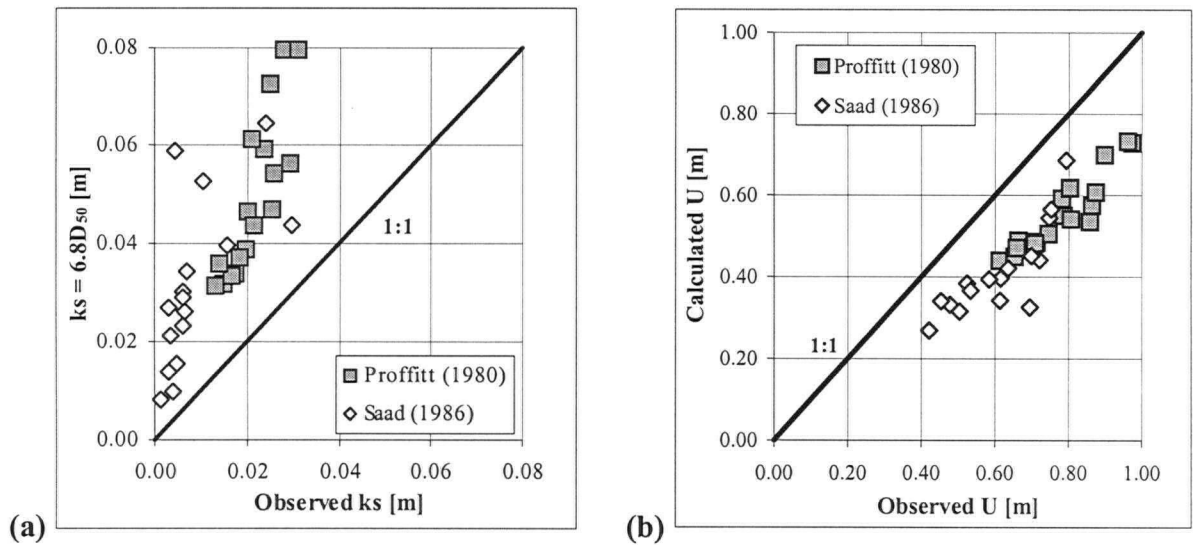 0.08
0.06
0.04
0.02
0.00
ks = 6.8D₅₀ [m]
1:1
Proffitt (1980)
Saad (1986)
0.00 0.02 0.04 0.06 0.08
Observed ks [m]
(a)
1.00
0.80
0.60
0.40
0.20
0.00
Calculated U [m]
Proffitt (1980)
Saad (1986)
1:1
0.00 0.20 0.40 0.60 0.80 1.00
Observed U [m]
(b)